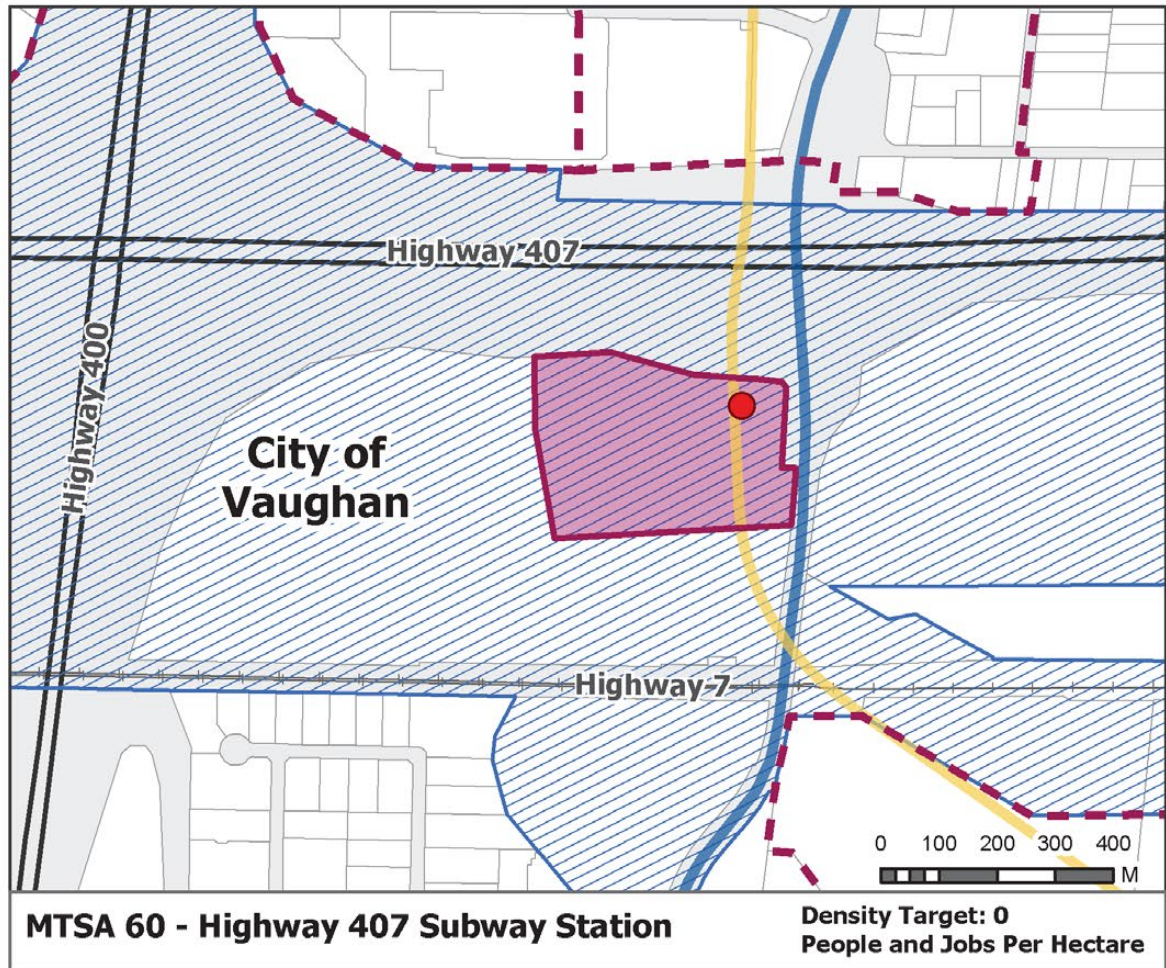 Highway 407
Highway 400
City of
Vaughan
Highway 7
0 100 200 300 400
M
MTSA 60 - Highway 407 Subway Station
Density Target: 0
People and Jobs Per Hectare